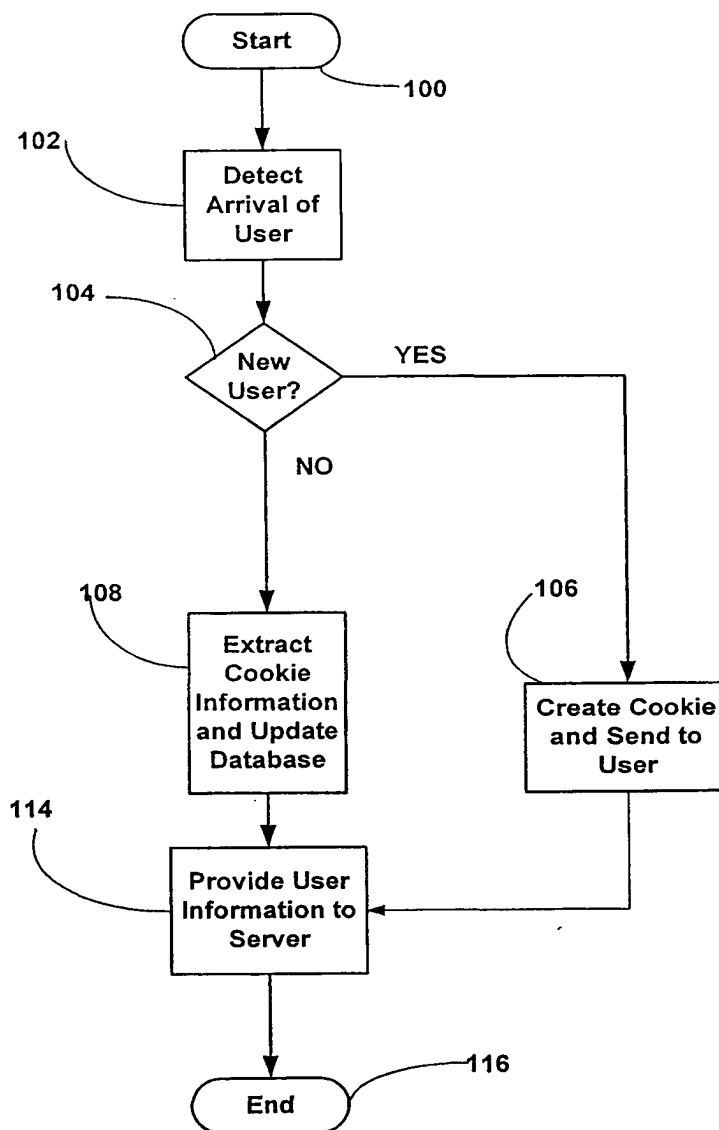 Start
100
102
Detect
Arrival of
User
104
New
User?
YES
NO
108
Extract
Cookie
Information
and Update
Database
106
Create Cookie
and Send to
User
114
Provide User
Information to
Server
116
End